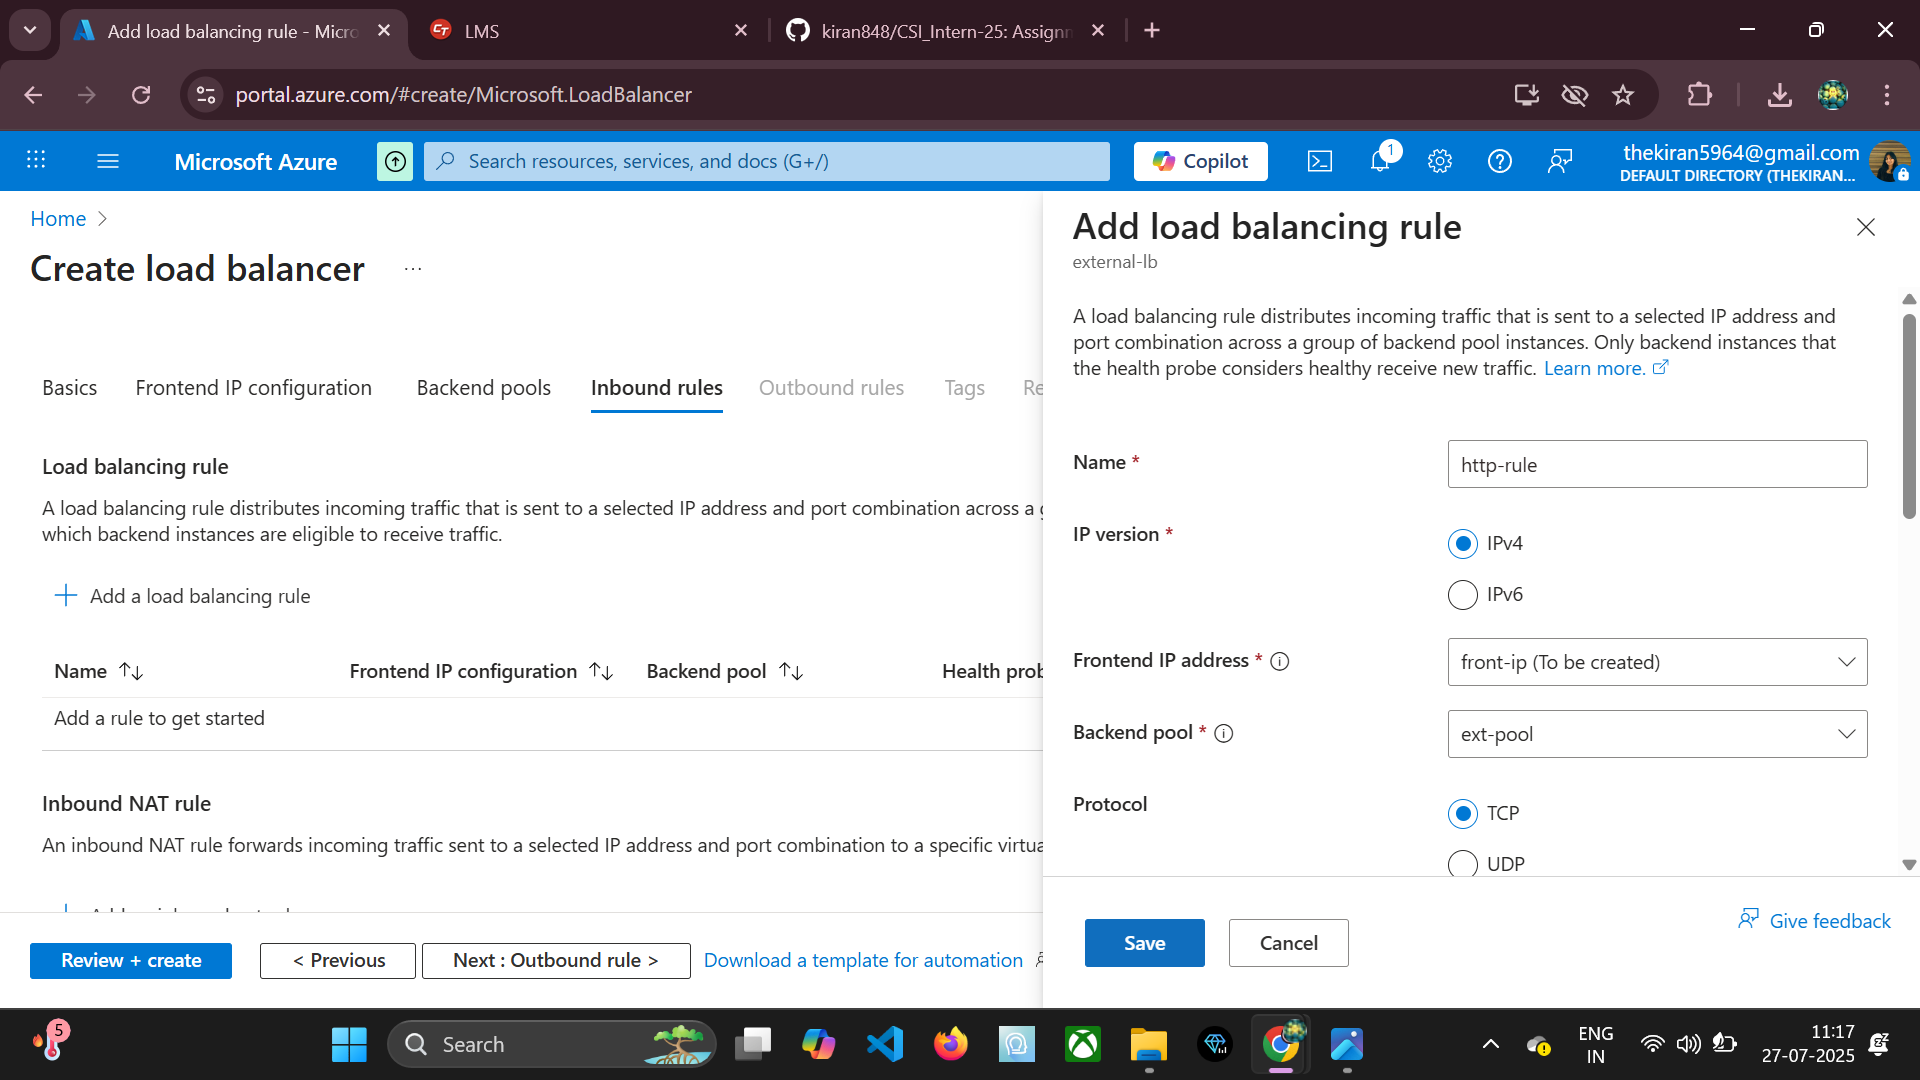 Add load balancing rule - Micro
LMS
kiran848/CSI_Intern-25: Assignm
portal.azure.com/#create/Microsoft.LoadBalancer
Microsoft Azure
Search resources, services, and docs (G+/)
Copilot
1
thekiran5964@gmail.com
DEFAULT DIRECTORY (THEKIRAN...
Home
Create load balancer
...
Basics
Frontend IP configuration
Backend pools
Inbound rules
Outbound rules
Tags
Re
Load balancing rule
A load balancing rule distributes incoming traffic that is sent to a selected IP address and port combination across a g
which backend instances are eligible to receive traffic.
Add a load balancing rule
Name
Frontend IP configuration
Backend pool
Health prob
Add a rule to get started
Inbound NAT rule
An inbound NAT rule forwards incoming traffic sent to a selected IP address and port combination to a specific virtua
Review + create
< Previous
Next : Outbound rule >
Download a template for automation
Add load balancing rule
external-lb
A load balancing rule distributes incoming traffic that is sent to a selected IP address and
port combination across a group of backend pool instances. Only backend instances that
the health probe considers healthy receive new traffic. Learn more.
Name *
http-rule
IP version *
IPv4
IPv6
Frontend IP address *
front-ip (To be created)
Backend pool *
ext-pool
Protocol
TCP
UDP
Save
Cancel
Give feedback
5
Search
ENG
IN
11:17
27-07-2025